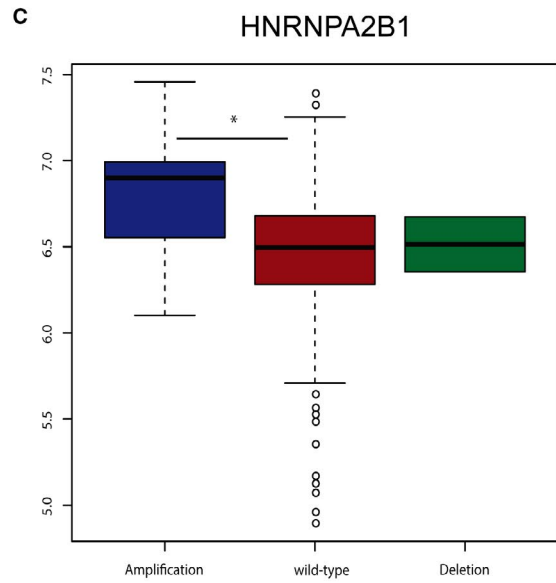 C
HNRNPA2B1
7.5
7.0
6.5
6.0
5.5
5.0
*
Amplification
wild-type
Deletion